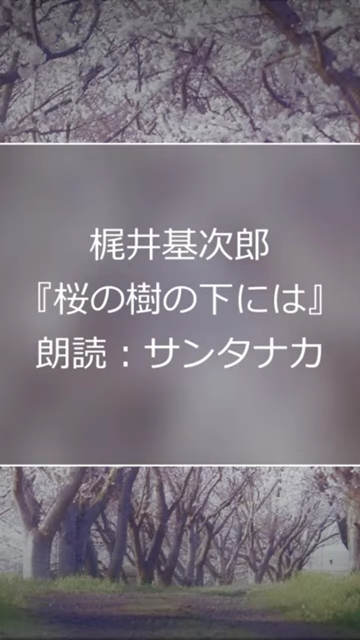 梶井基次郎
『桜の樹の下には』
朗読：サンタナカ